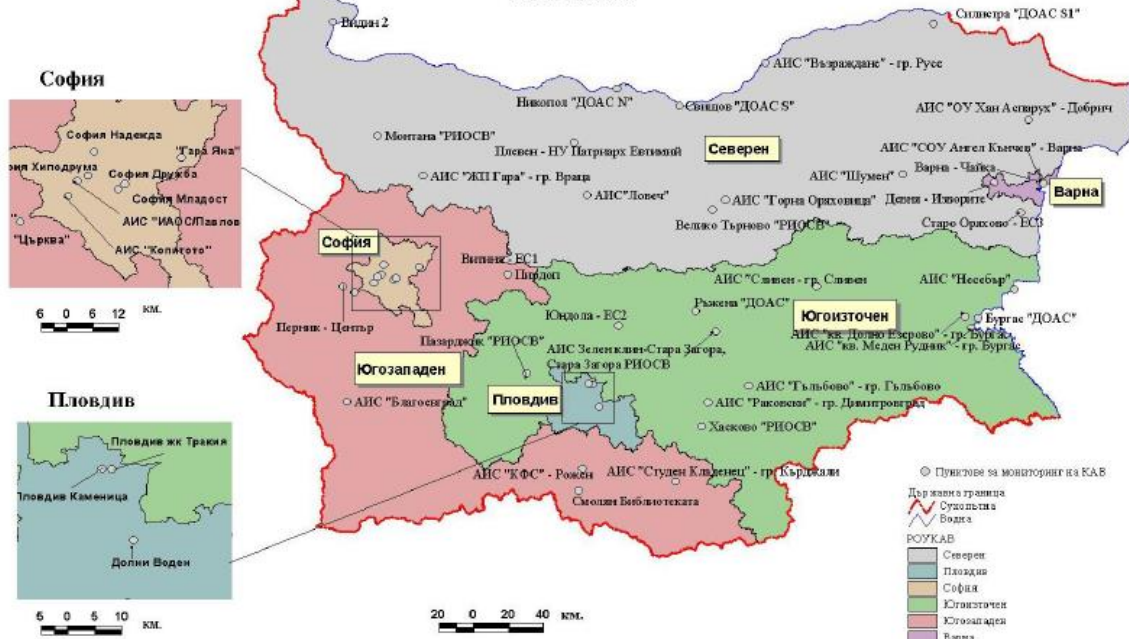 Видин 2
Силистра "ДОАС S1"
АИС "Възраждане" - гр. Русе
София
Никопол "ДОАС N"
Свищов "ДОАС S"
АИС "ОУ Хан Аспарух" - Добрич
София Надежда
"Гара Яна"
Монтана "РИОСВ"
Плевен - НУ Патриарх Евтимий
Северен
АИС "СОУ Ангел Кънчев" - Варна
Варна - Чайка
Варна
София Дружба
АИС "ЖП Гара" - гр. Враца
АИС "Шумен"
Девня - Изворите
София Младост
АИС"Ловеч"
АИС "Горна Оряховица"
АИС "ИАОС/Павлов
Велико Търново "РИОСВ"
Старо Оряхово - ЕС3
"Църква"
АИС "Копитото"
София
Витиня - ЕС1
Пирдоп
АИС "Сливен - гр. Сливен
АИС "Несебър"
6 0 6 12 км.
Ръжена "ДОАС"
Югоизточен
Перник - Център
Юндола - ЕС2
Бургас "ДОАС"
АИС "кв. Долно Езерово" - гр. Бургас
Пазарджик "РИОСВ"
АИС "кв. Меден Рудник" - гр. Бургас
АИС Зелен клин-Стара Загора,
Стара Загора РИОСВ
Югозападен
Пловдив
АИС "Гълъбово" - гр. Гълъбово
Пловдив
АИС "Благоевград"
АИС "Раковски" - гр. Димитровград
Хасково "РИОСВ"
Пловдив жк Тракия
Пловдив Каменица
АИС "КФС" - Рожен
АИС "Студен Кладенец" - гр. Кърджали
Смолян Библиотеката
Долни Воден
Пунктове за мониторинг на КАВ
Държавна граница
Сухопътна
Водна
РОУКАВ
Северен
Пловдив
София
Югоизточен
Югозападен
Варна
5 0 5 10 км.
20 0 20 40 км.